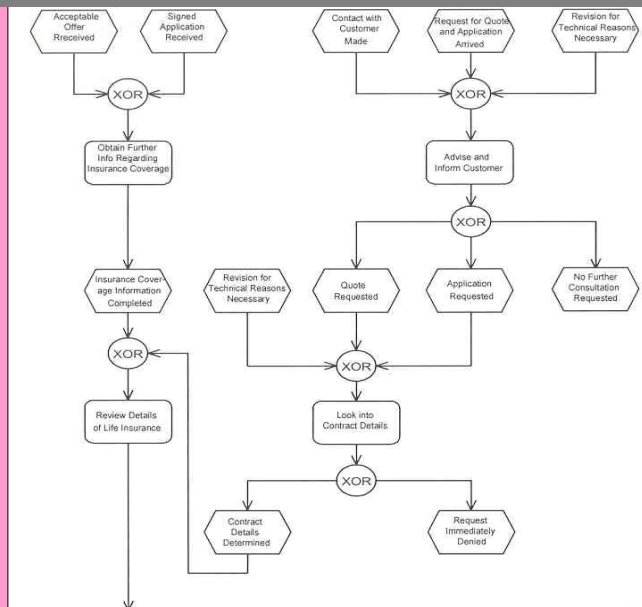 Acceptable
Offer
Rreceived
Signed
Application
Received
Contact with
Customer
Made
Request for Quote
and Application
Arrived
Revision for
Technical Reasons
Necessary
XOR
XOR
Obtain Further
Info Regarding
Insurance Coverage
Advise and
Inform Customer
XOR
Insurance Cover-
age Information
Completed
Revision for
Technical Reasons
Necessary
Quote
Requested
Application
Requested
No Further
Consultation
Requested
XOR
XOR
Review Details
of Life Insurance
Look into
Contract Details
XOR
Contract
Details
Determined
Request
Immediately
Denied